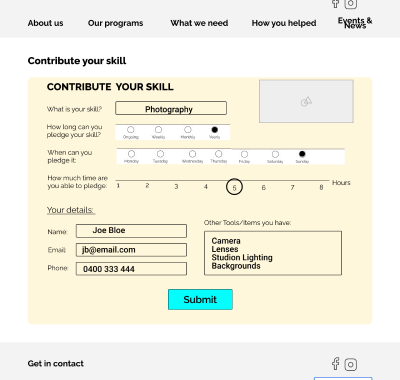 About us Our programs What we need How you helped Events &
News
Contribute your skill
CONTRIBUTE YOUR SKILL
What is your skill? Photography
How long can you
pledge your skill?
Ongoing Weekly Monthly Yearly
When can you
pledge it:
Monday Tuesday Wednesday Thursday Friday Saturday Sunday
How much time are
you able to pledge: 1 2 3 4 5 6 7 8 Hours
Your details:
Name: Joe Bloe
Email: jb@email.com
Phone: 0400 333 444
Other Tools/Items you have:
Camera
Lenses
Studion Lighting
Backgrounds
Submit
Get in contact